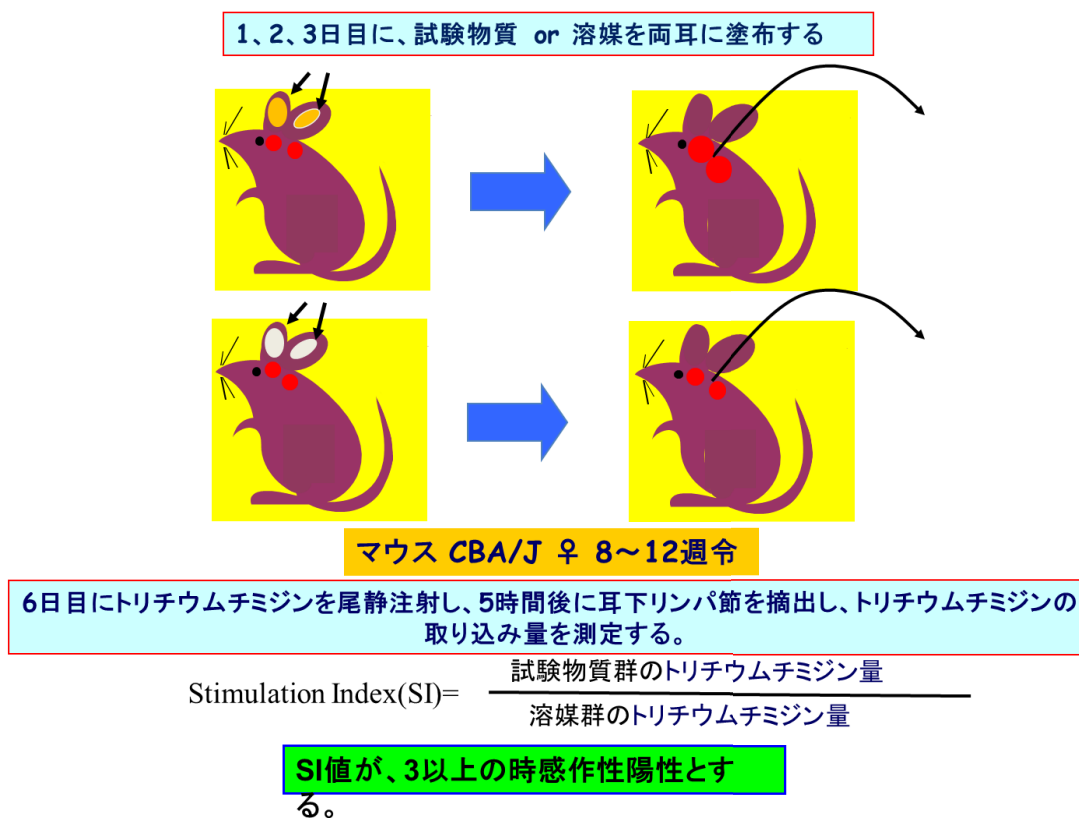 1、2、3日目に、試験物質 or 溶媒を両耳に塗布する
マウス CBA/J ♀ 8～12週令
6日目にトリチウムチミジンを尾静注射し、5時間後に耳下リンパ節を摘出し、トリチウムチミジンの
取り込み量を測定する。
試験物質群のトリチウムチミジン量
Stimulation Index(SI)=
溶媒群のトリチウムチミジン量
SI値が、3以上の時感作性陽性とす
る。